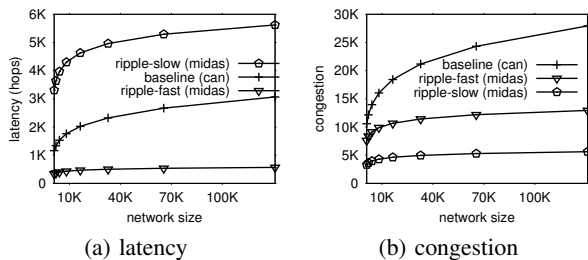 6K
5K
4K
3K
2K
1K
0
latency (hops)
ripple-slow (midas)
baseline (can)
ripple-fast (midas)
10K 40K 70K 100K
network size
(a) latency
30K
25K
20K
15K
10K
5K
0
congestion
baseline (can)
ripple-fast (midas)
ripple-slow (midas)
10K 40K 70K 100K
network size
(b) congestion